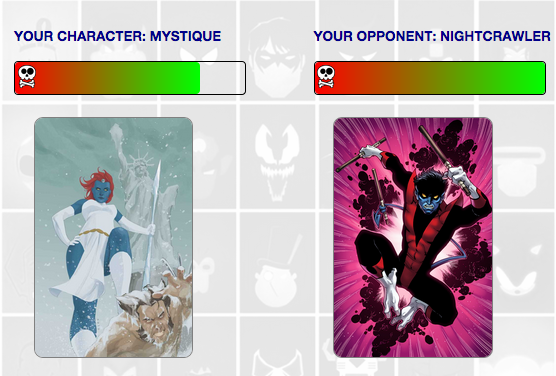 YOUR CHARACTER: MYSTIQUE
YOUR OPPONENT: NIGHTCRAWLER